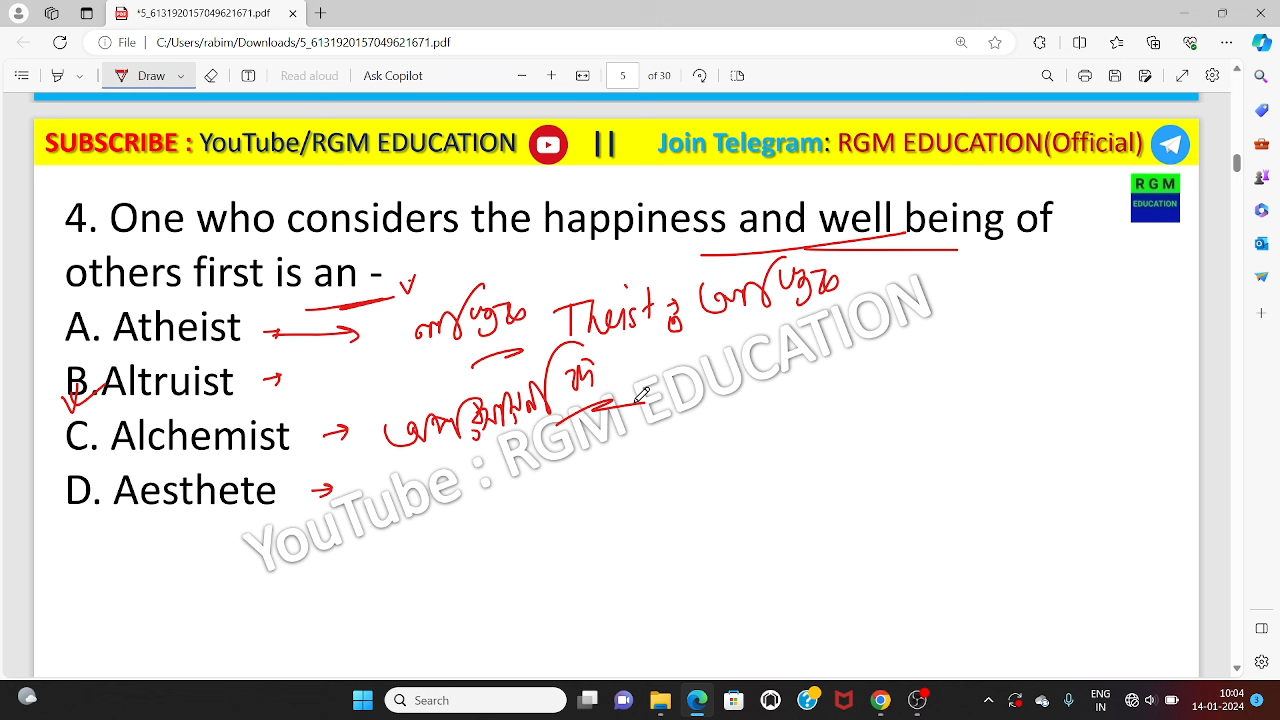 *5_6131920157049621671.pdf
File C:/Users/rabim/Downloads/5_6131920157049621671.pdf
Draw Read aloud Ask Copilot 5 of 30
SUBSCRIBE : YouTube/RGM EDUCATION || Join Telegram: RGM EDUCATION(Official)
RGM
EDUCATION
4. One who considers the happiness and well being of
others first is an -
A. Atheist
Theist
B.Altruist
C. Alchemist
D. Aesthete
YouTube : RGM EDUCATION
Search
ENG
IN
10:04
14-01-2024
3